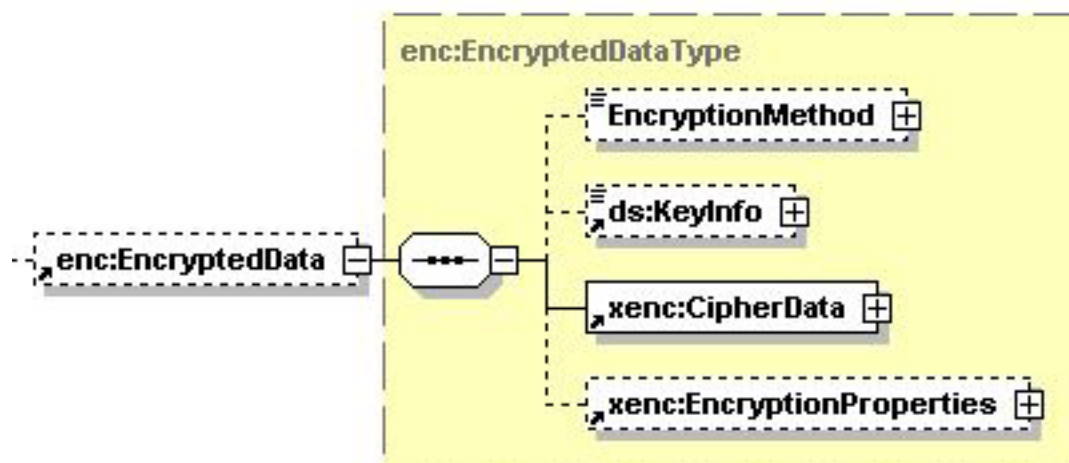 enc:EncryptedDataType
EncryptionMethod
ds:KeyInfo
enc:EncryptedData
xenc:CipherData
xenc:EncryptionProperties